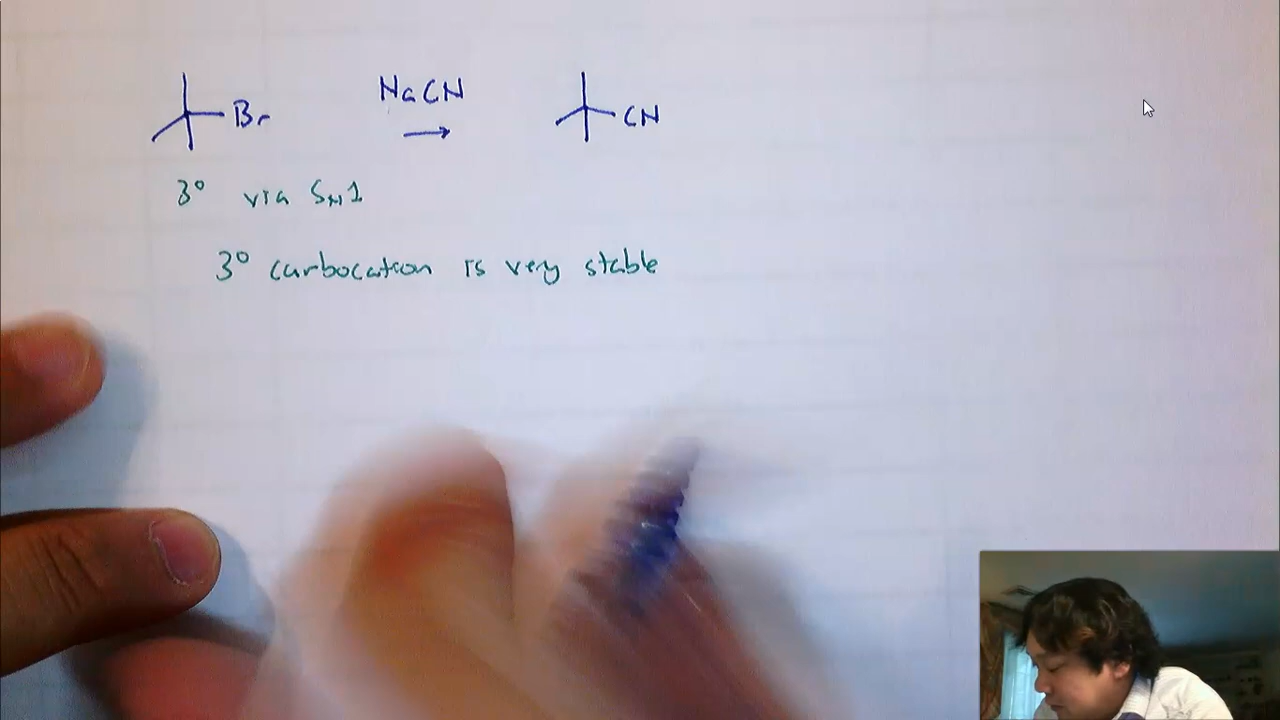 Br NaCN → CN
3° via SN1
3° carbocation is very stable